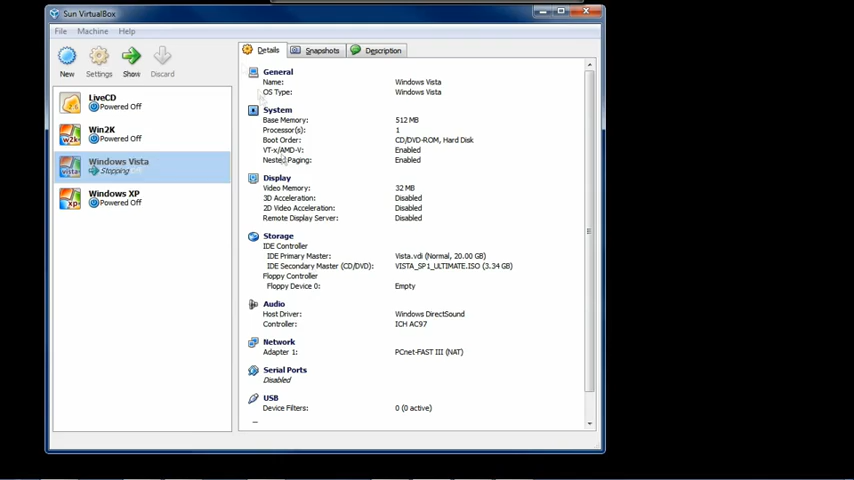 Sun VirtualBox
File Machine Help
New Settings Show Discard
LiveCD
Powered Off
w2k
Win2K
Powered Off
vista
Windows Vista
Stopping
xp
Windows XP
Powered Off
Details Snapshots Description
General
Name: Windows Vista
OS Type: Windows Vista
System
Base Memory: 512 MB
Processor(s): 1
Boot Order: CD/DVD-ROM, Hard Disk
VT-x/AMD-V: Enabled
Nested Paging: Enabled
Display
Video Memory: 32 MB
3D Acceleration: Disabled
2D Video Acceleration: Disabled
Remote Display Server: Disabled
Storage
IDE Controller
IDE Primary Master: Vista.vdi (Normal, 20.00 GB)
IDE Secondary Master (CD/DVD): VISTA_SP1_ULTIMATE.ISO (3.34 GB)
Floppy Controller
Floppy Device 0: Empty
Audio
Host Driver: Windows DirectSound
Controller: ICH AC97
Network
Adapter 1: PCnet-FAST III (NAT)
Serial Ports
Disabled
USB
Device Filters: 0 (0 active)